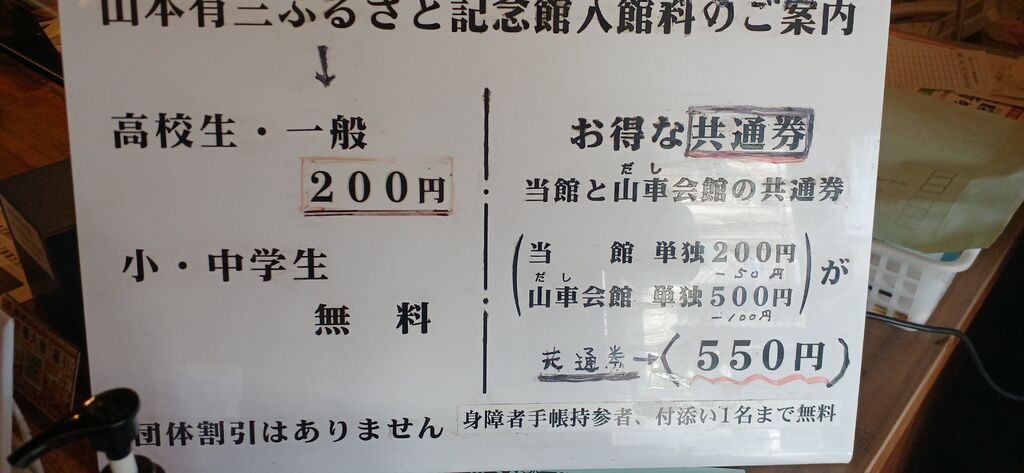 山本有三ふるさと記念館入館料のご案内
↓
高校生・一般
200円
小・中学生
無　料
団体割引はありません
お得な共通券
だし
当館と山車会館の共通券
当　館　単独200円
－50円
だし
山車会館　単独500円
－100円
が
共通券→(550円)
身障者手帳持参者、付添い1名まで無料